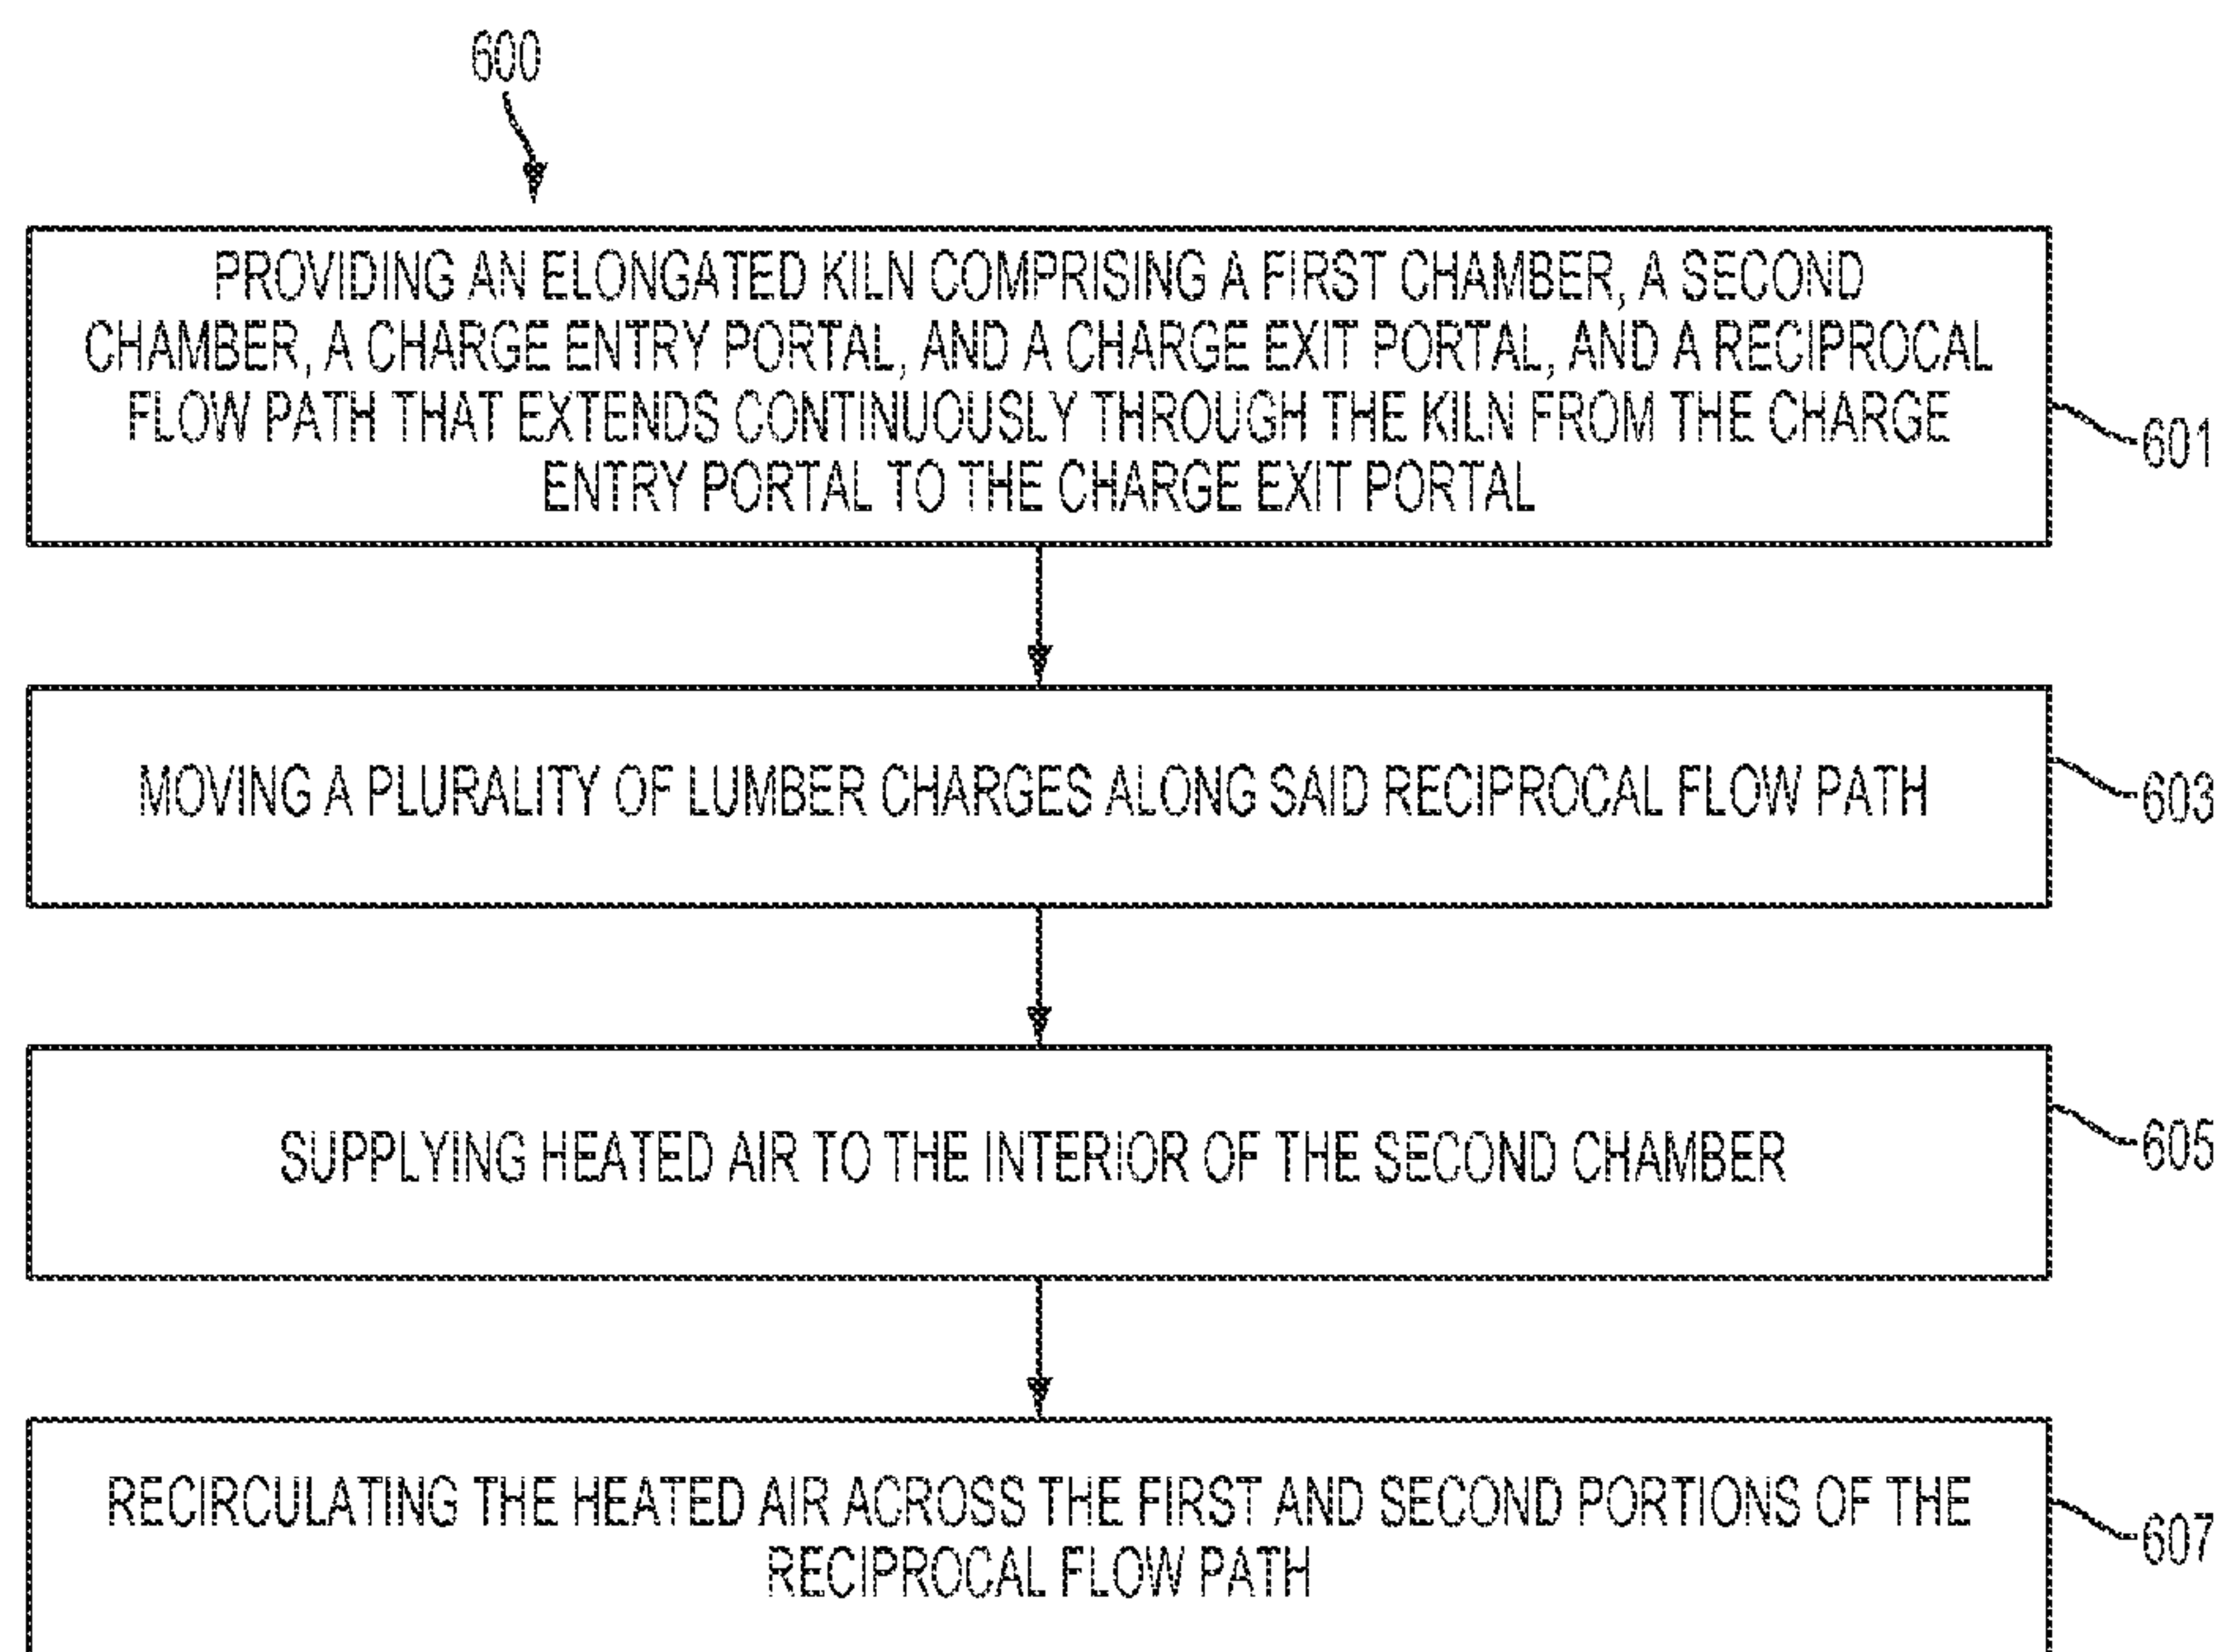 600
PROVIDING AN ELONGATED KILN COMPRISING A FIRST CHAMBER, A SECOND
CHAMBER, A CHARGE ENTRY PORTAL, AND A CHARGE EXIT PORTAL, AND A RECIPROCAL
FLOW PATH THAT EXTENDS CONTINUOUSLY THROUGH THE KILN FROM THE CHARGE
ENTRY PORTAL TO THE CHARGE EXIT PORTAL
601
MOVING A PLURALITY OF LUMBER CHARGES ALONG SAID RECIPROCAL FLOW PATH
603
SUPPLYING HEATED AIR TO THE INTERIOR OF THE SECOND CHAMBER
605
RECIRCULATING THE HEATED AIR ACROSS THE FIRST AND SECOND PORTIONS OF THE
RECIPROCAL FLOW PATH
607